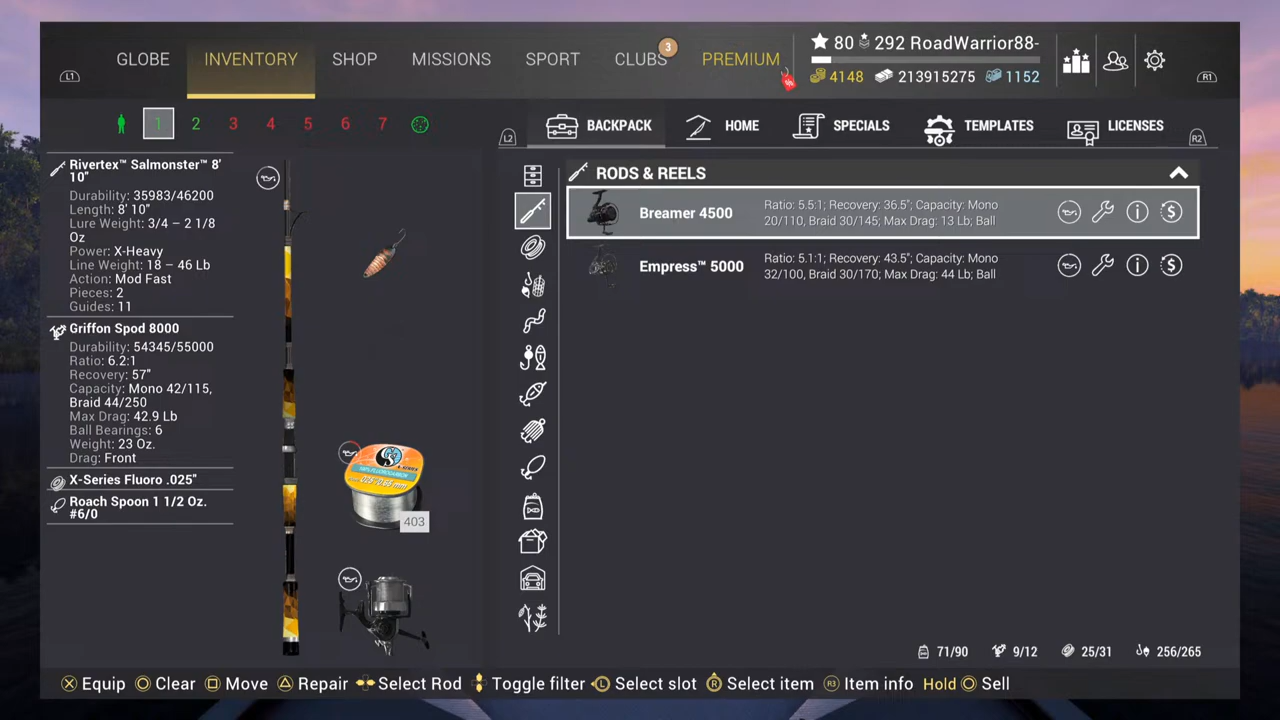 GLOBE
INVENTORY
SHOP
MISSIONS
SPORT
CLUBS
3
PREMIUM
80 292 RoadWarrior88-
4148 213915275 1152
L1
R1
1 2 3 4 5 6 7
L2
BACKPACK
HOME
SPECIALS
TEMPLATES
LICENSES
R2
Rivertex™ Salmonster™ 8'
10"
Durability: 35983/46200
Length: 8' 10"
Lure Weight: 3/4 – 2 1/8
Oz
Power: X-Heavy
Line Weight: 18 – 46 Lb
Action: Mod Fast
Pieces: 2
Guides: 11
Griffon Spod 8000
Durability: 54345/55000
Ratio: 6.2:1
Recovery: 57"
Capacity: Mono 42/115,
Braid 44/250
Max Drag: 42.9 Lb
Ball Bearings: 6
Weight: 23 Oz.
Drag: Front
X-Series Fluoro .025"
Roach Spoon 1 1/2 Oz.
#6/0
403
RODS & REELS
Breamer 4500
Ratio: 5.5:1; Recovery: 36.5"; Capacity: Mono
20/110, Braid 30/145; Max Drag: 13 Lb; Ball
Empress™ 5000
Ratio: 5.1:1; Recovery: 43.5"; Capacity: Mono
32/100, Braid 30/170; Max Drag: 44 Lb; Ball
71/90 9/12 25/31 256/265
Equip Clear Move Repair Select Rod Toggle filter L Select slot R Select item R3 Item info Hold Sell